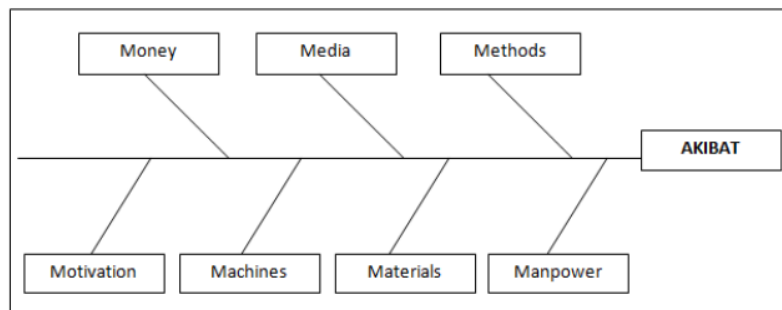 Money
Media
Methods
AKIBAT
Motivation
Machines
Materials
Manpower